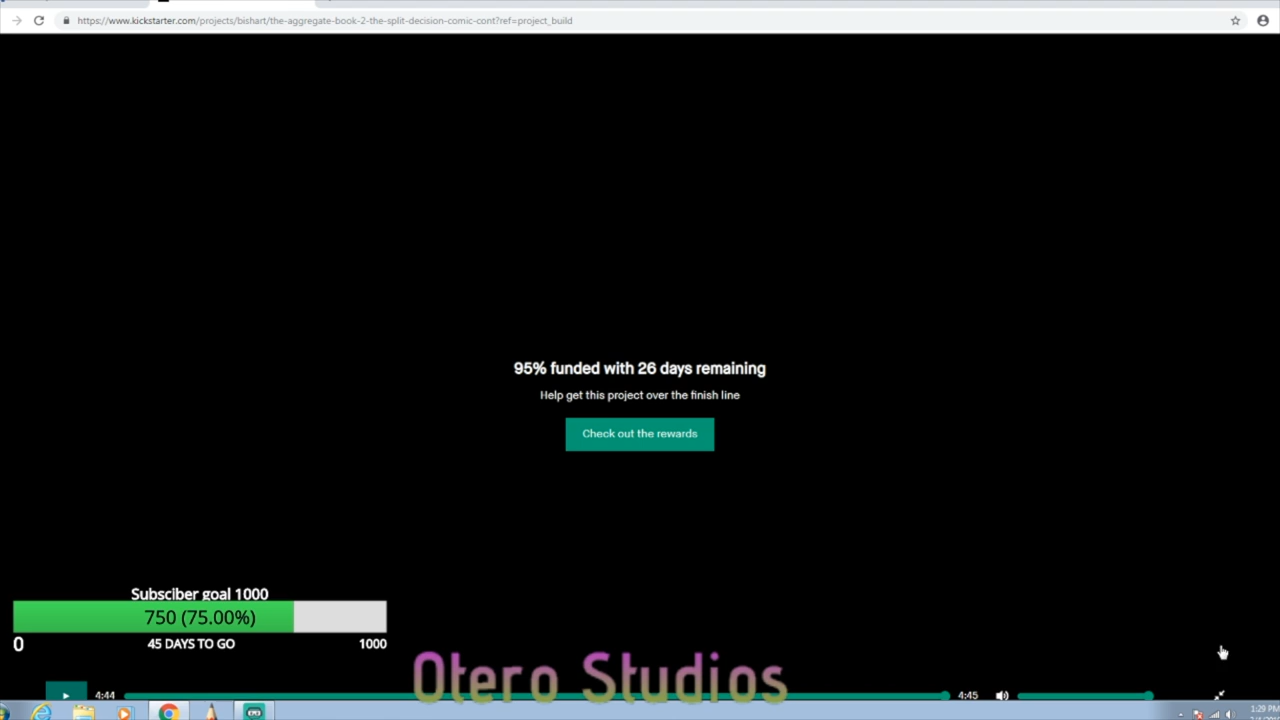 https://www.kickstarter.com/projects/bishart/the-aggregate-book-2-the-split-decision-comic-cont?ref=project_build
95% funded with 26 days remaining
Help get this project over the finish line
Check out the rewards
Subsciber goal 1000
750 (75.00%)
0 45 DAYS TO GO 1000
Otero Studios
4:44 4:45
1:29 PM